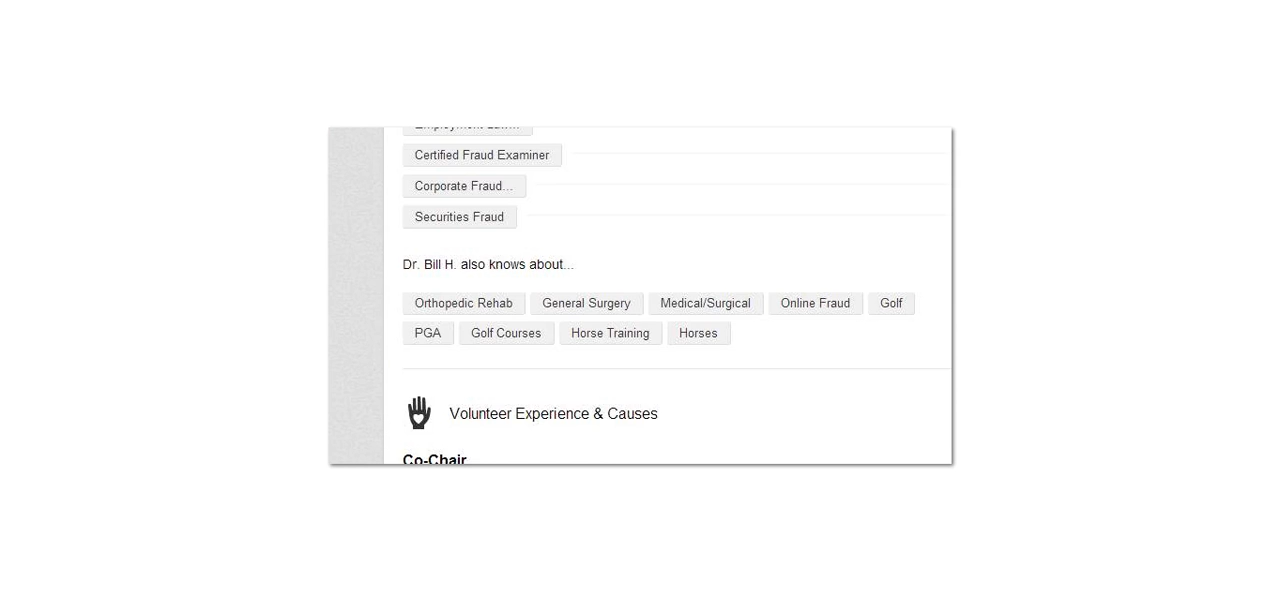 Certified Fraud Examiner
Corporate Fraud...
Securities Fraud
Dr. Bill H. also knows about...
Orthopedic Rehab General Surgery Medical/Surgical Online Fraud Golf
PGA Golf Courses Horse Training Horses
Volunteer Experience & Causes
Co-Chair